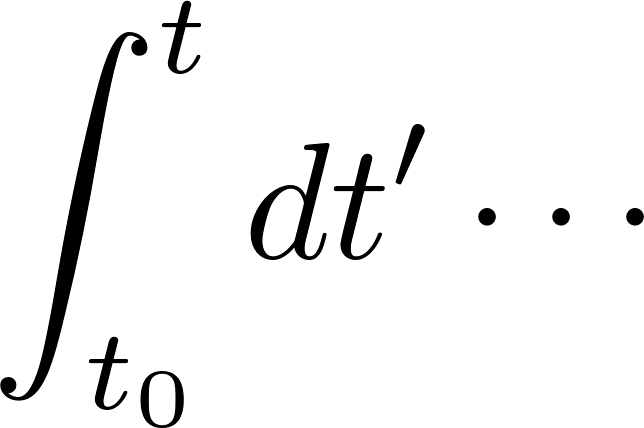 ∫_{t_0}^{t} dt′ ⋯